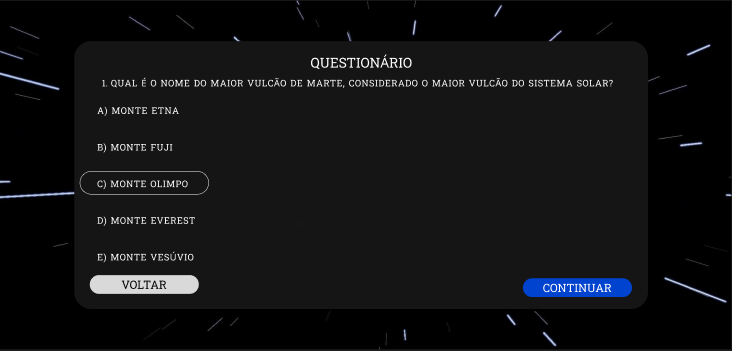 QUESTIONÁRIO
1. QUAL É O NOME DO MAIOR VULCÃO DE MARTE, CONSIDERADO O MAIOR VULCÃO DO SISTEMA SOLAR?
A) MONTE ETNA
B) MONTE FUJI
C) MONTE OLIMPO
D) MONTE EVEREST
E) MONTE VESÚVIO
VOLTAR
CONTINUAR